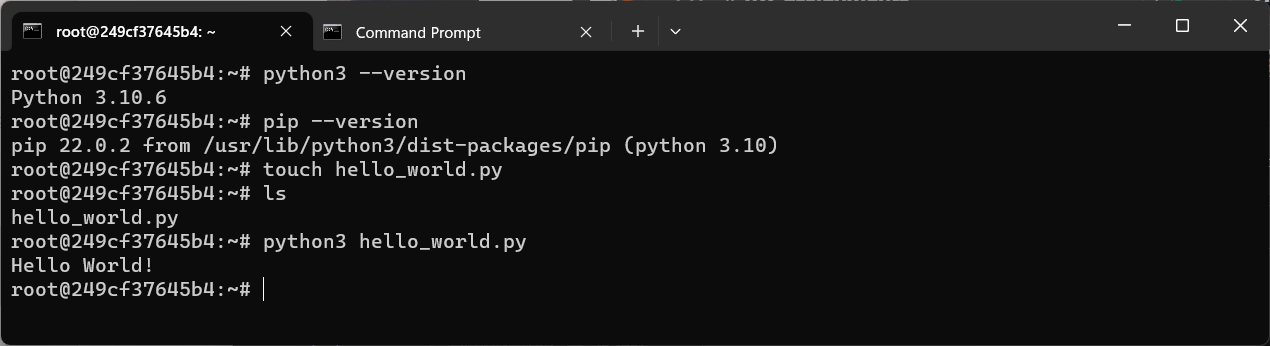 root@249cf37645b4: ~
Command Prompt
root@249cf37645b4:~# python3 --version
Python 3.10.6
root@249cf37645b4:~# pip --version
pip 22.0.2 from /usr/lib/python3/dist-packages/pip (python 3.10)
root@249cf37645b4:~# touch hello_world.py
root@249cf37645b4:~# ls
hello_world.py
root@249cf37645b4:~# python3 hello_world.py
Hello World!
root@249cf37645b4:~#